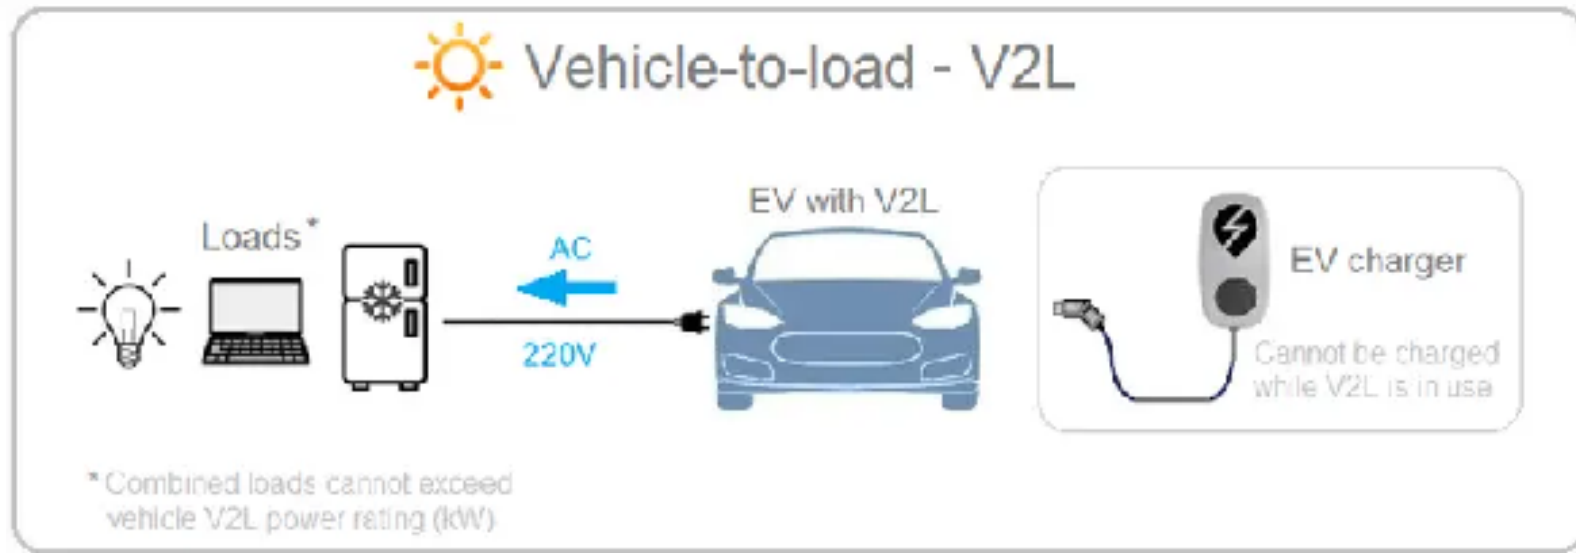 Vehicle-to-load - V2L
EV with V2L
Loads*
AC
220V
EV charger
Cannot be charged
while V2L is in use
* Combined loads cannot exceed
vehicle V2L power rating (kW)